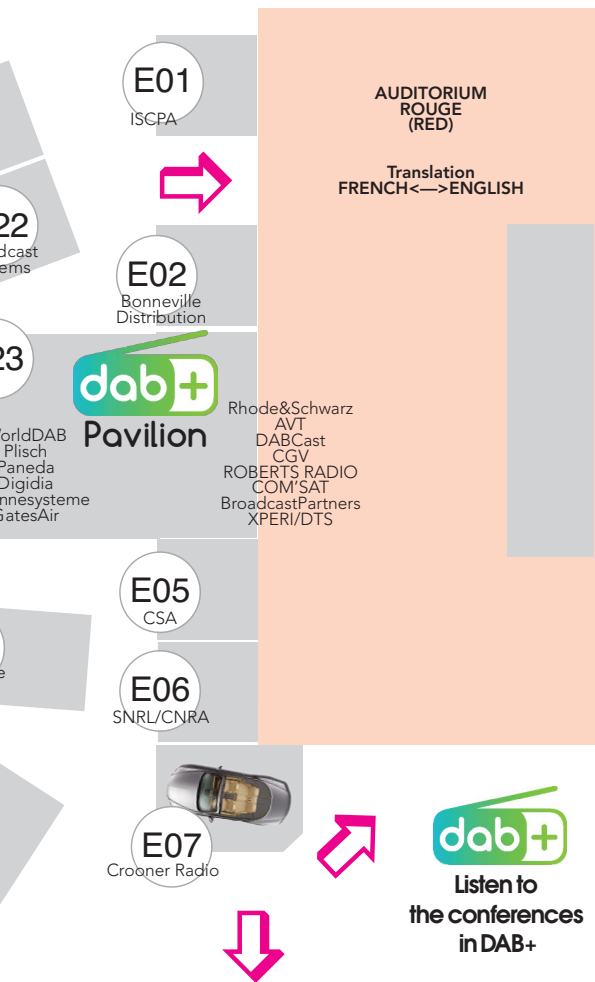 E01
ISCPA
AUDITORIUM
ROUGE
(RED)
Translation
FRENCH<—>ENGLISH
22
E02
Bonneville
Distribution
23
dab+
Pavilion
Rhode&Schwarz
AVT
DABCast
CGV
ROBERTS RADIO
COM'SAT
BroadcastPartners
XPERI/DTS
orldDAB
Plisch
Paneda
Digidia
nnesysteme
GatesAir
E05
CSA
E06
SNRL/CNRA
E07
Crooner Radio
dab+
Listen to
the conferences
in DAB+